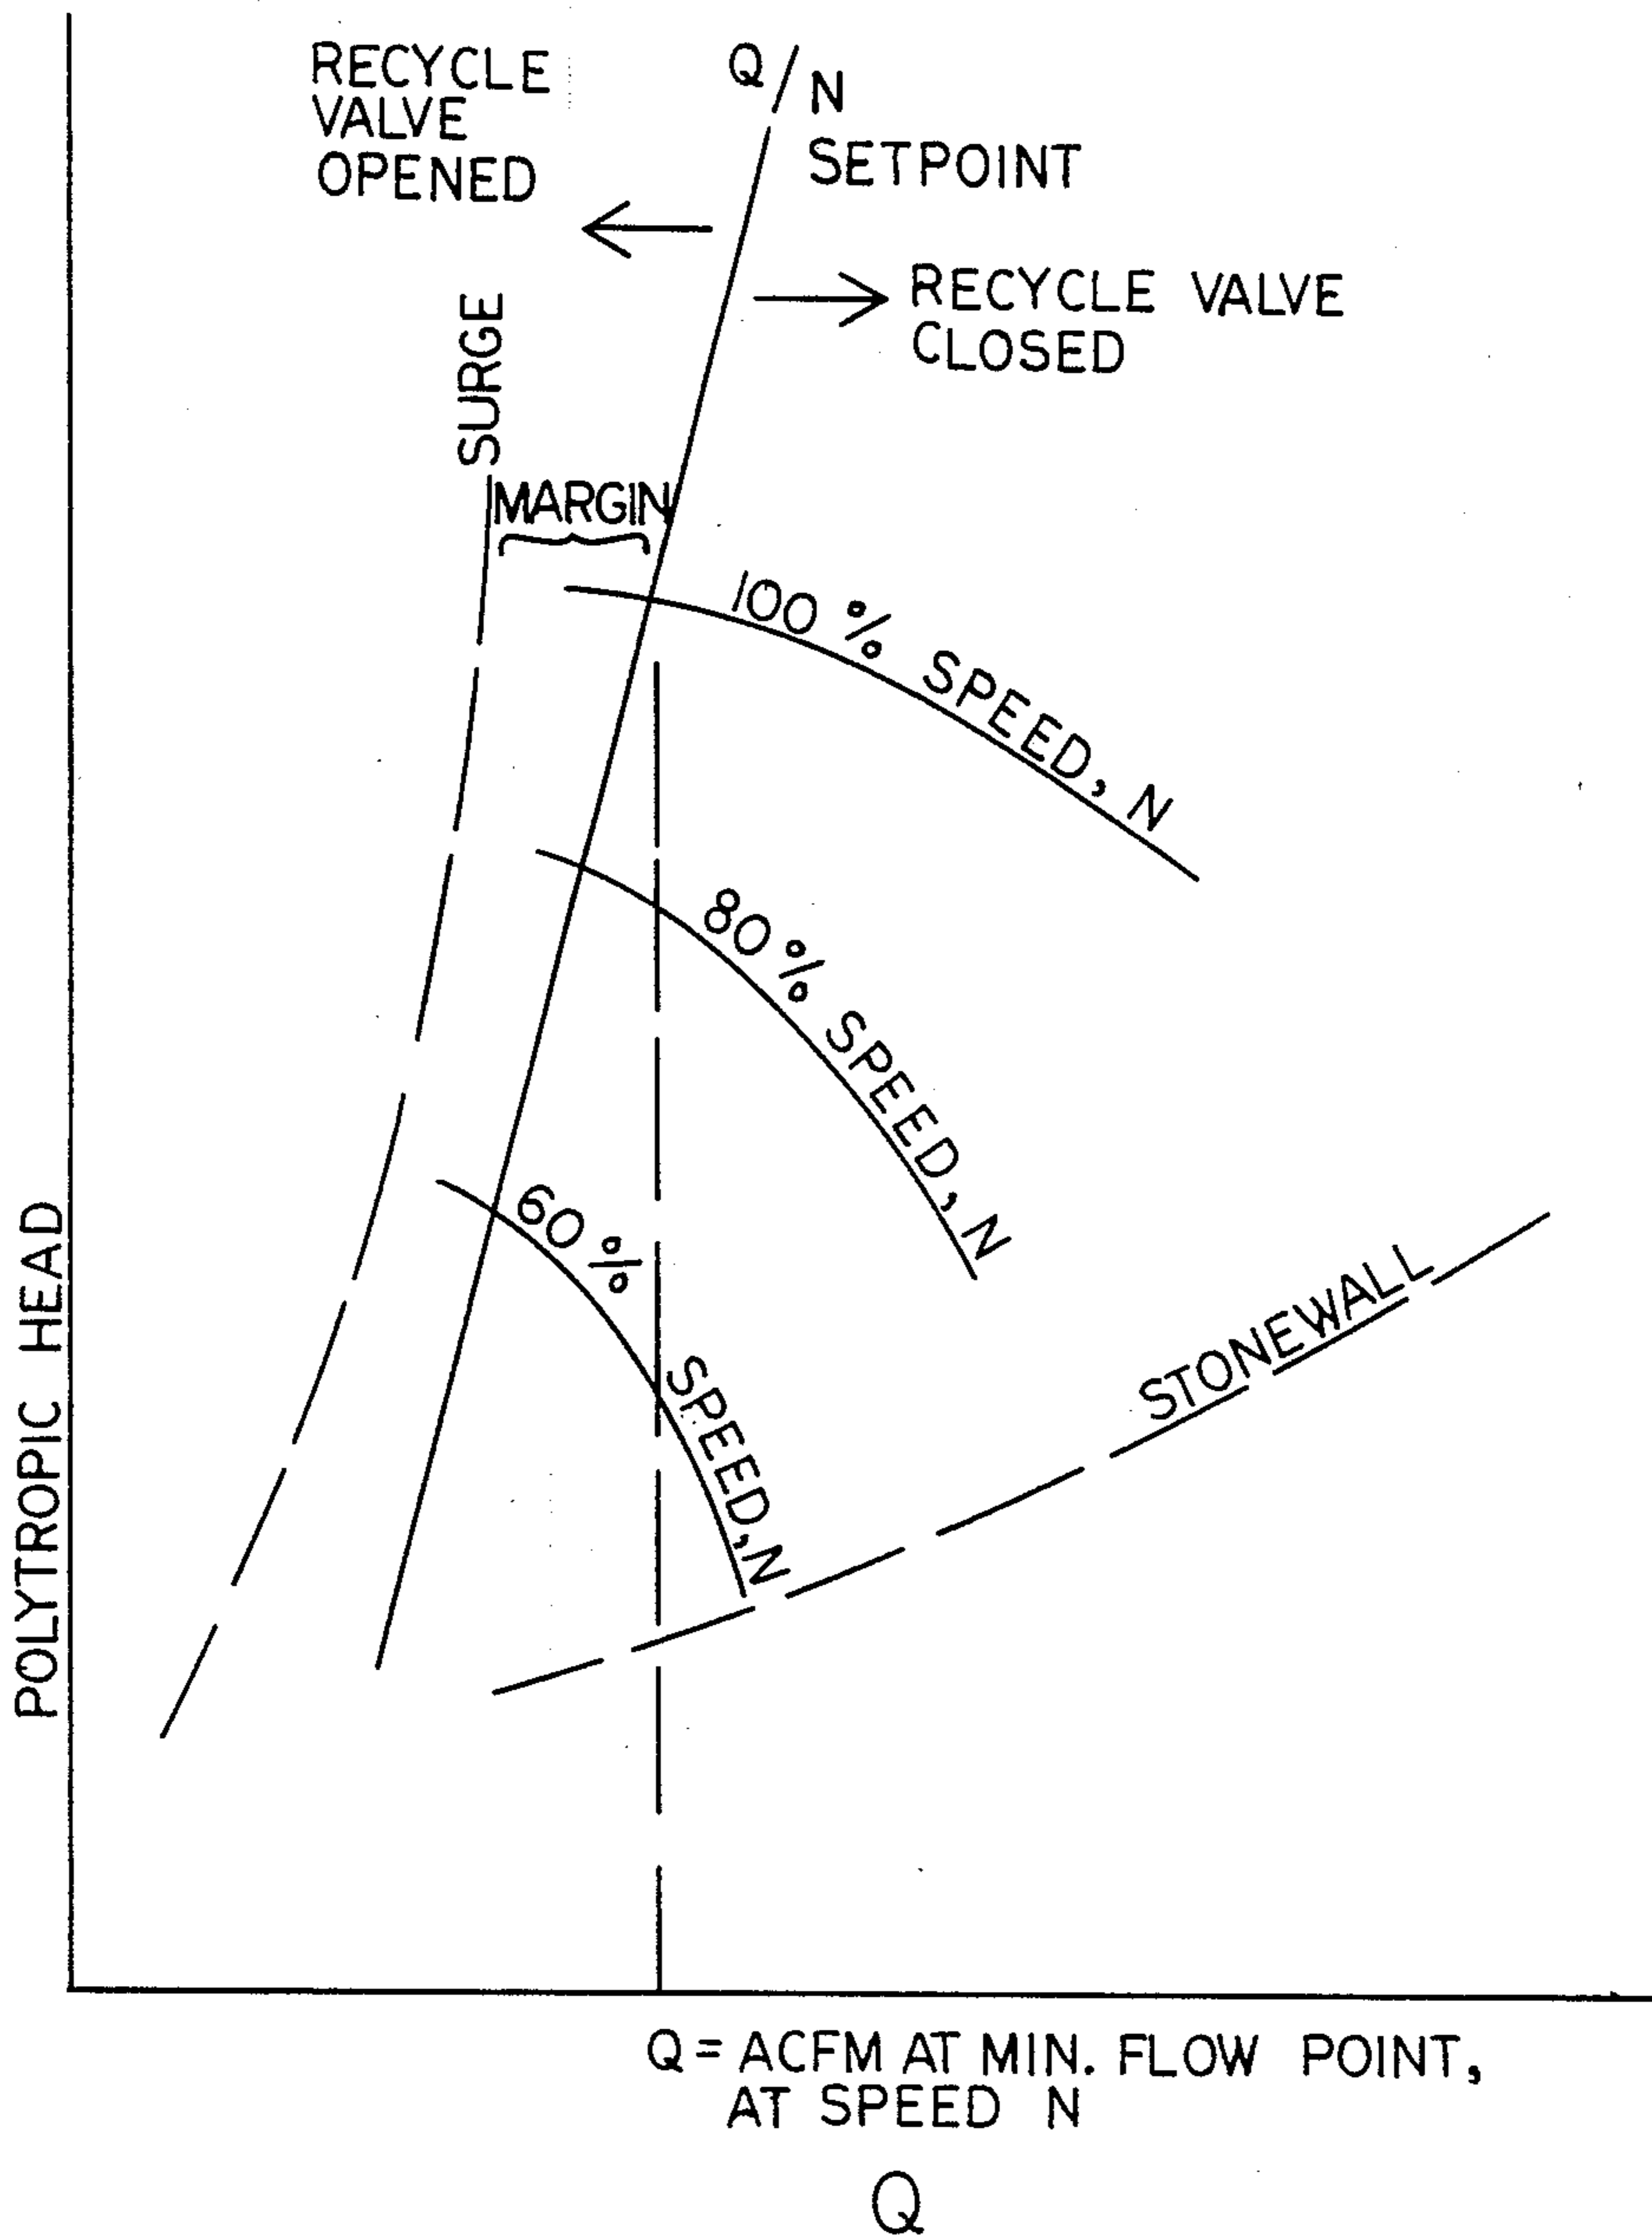 RECYCLE
VALVE
OPENED
Q/N
SETPOINT
RECYCLE VALVE
CLOSED
SURGE
MARGIN
100 % SPEED, N
80 % SPEED, N
60 % SPEED, N
STONEWALL
POLYTROPIC HEAD
Q = ACFM AT MIN. FLOW POINT,
AT SPEED N
Q